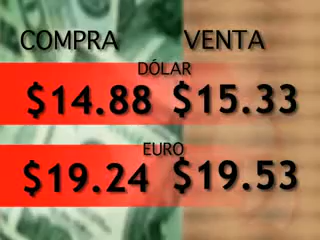 COMPRA VENTA
DÓLAR
$14.88 $15.33
EURO
$19.24 $19.53